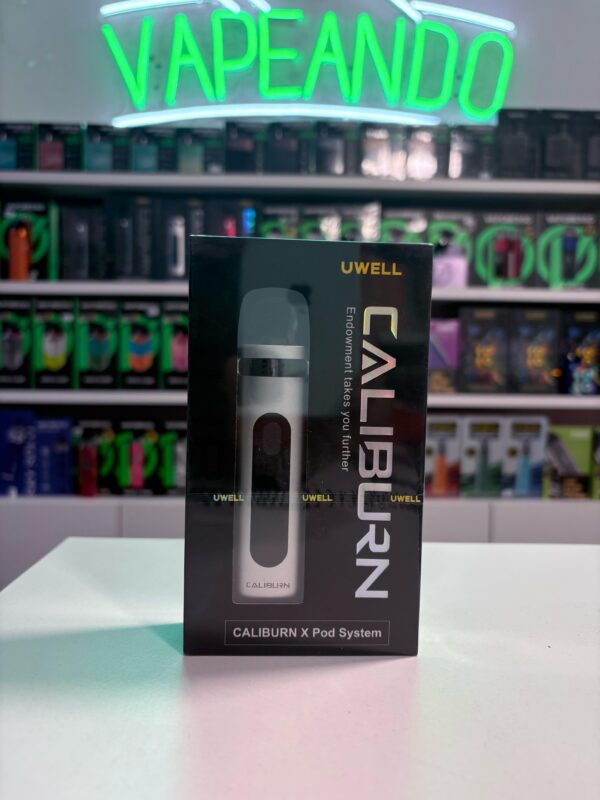 VAPEANDO
UWELL
CALIBURN
Endowment takes you further
CALIBURN
UWELL UWELL UWELL
CALIBURN X Pod System